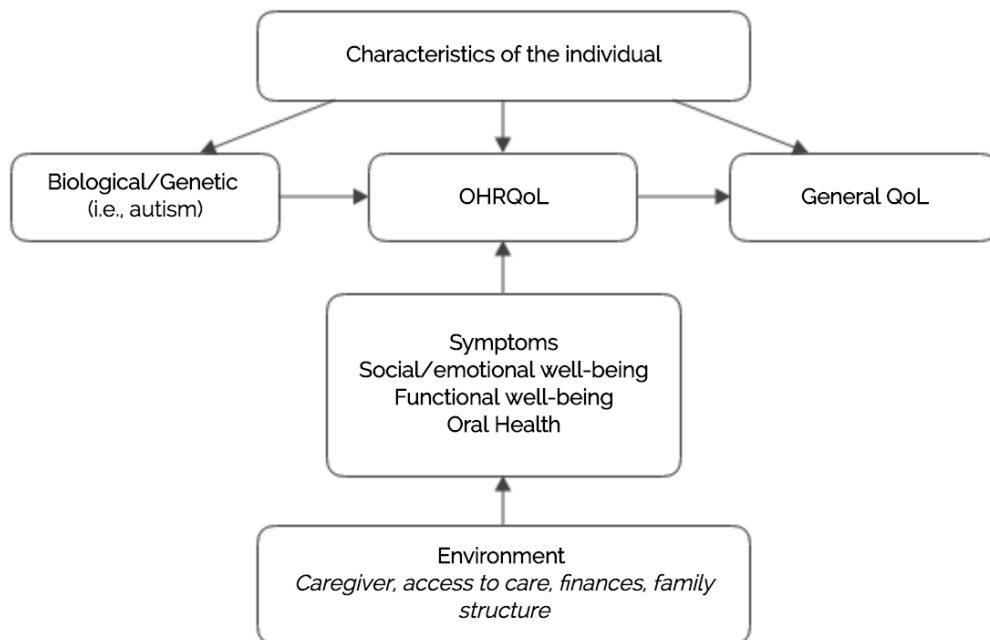 Characteristics of the individual
Biological/Genetic
(i.e., autism)
OHRQoL
General QoL
Symptoms
Social/emotional well-being
Functional well-being
Oral Health
Environment
Caregiver, access to care, finances, family
structure